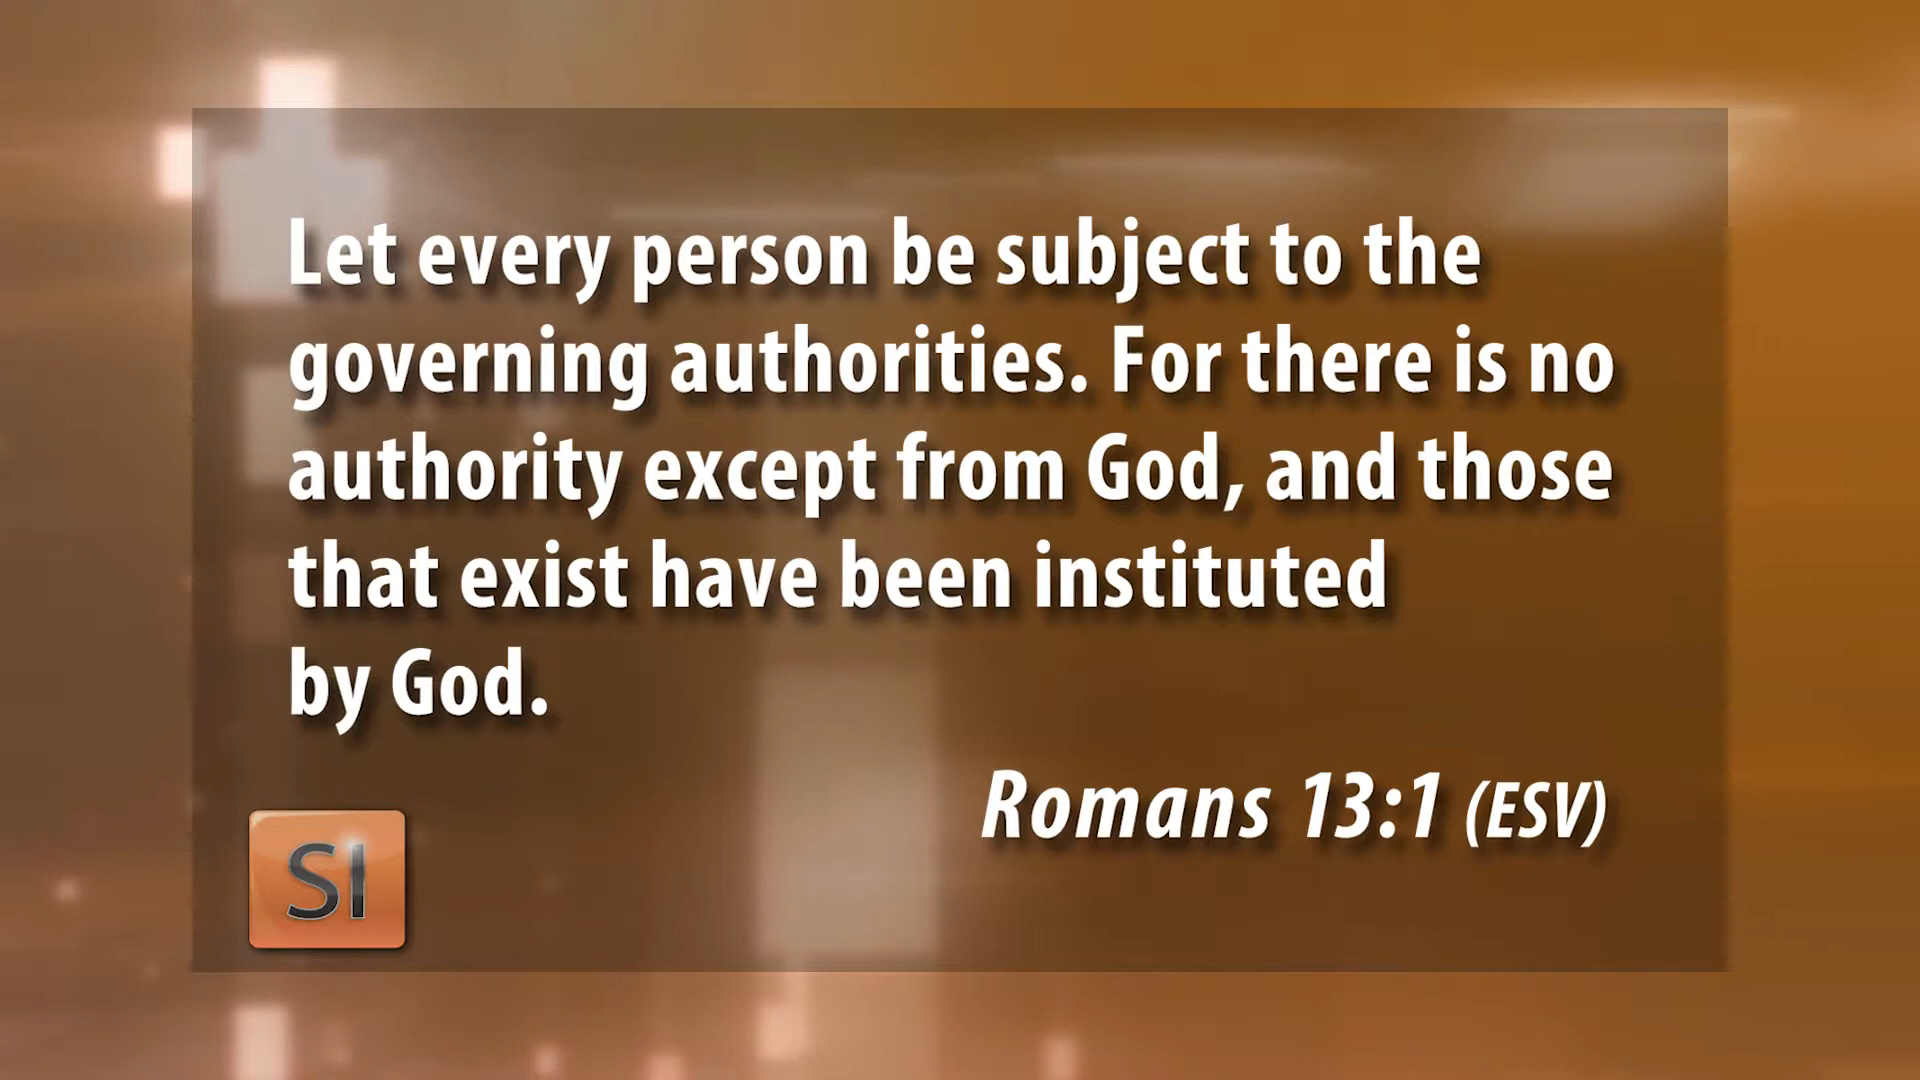 Let every person be subject to the
governing authorities. For there is no
authority except from God, and those
that exist have been instituted
by God.
Romans 13:1 (ESV)
SI